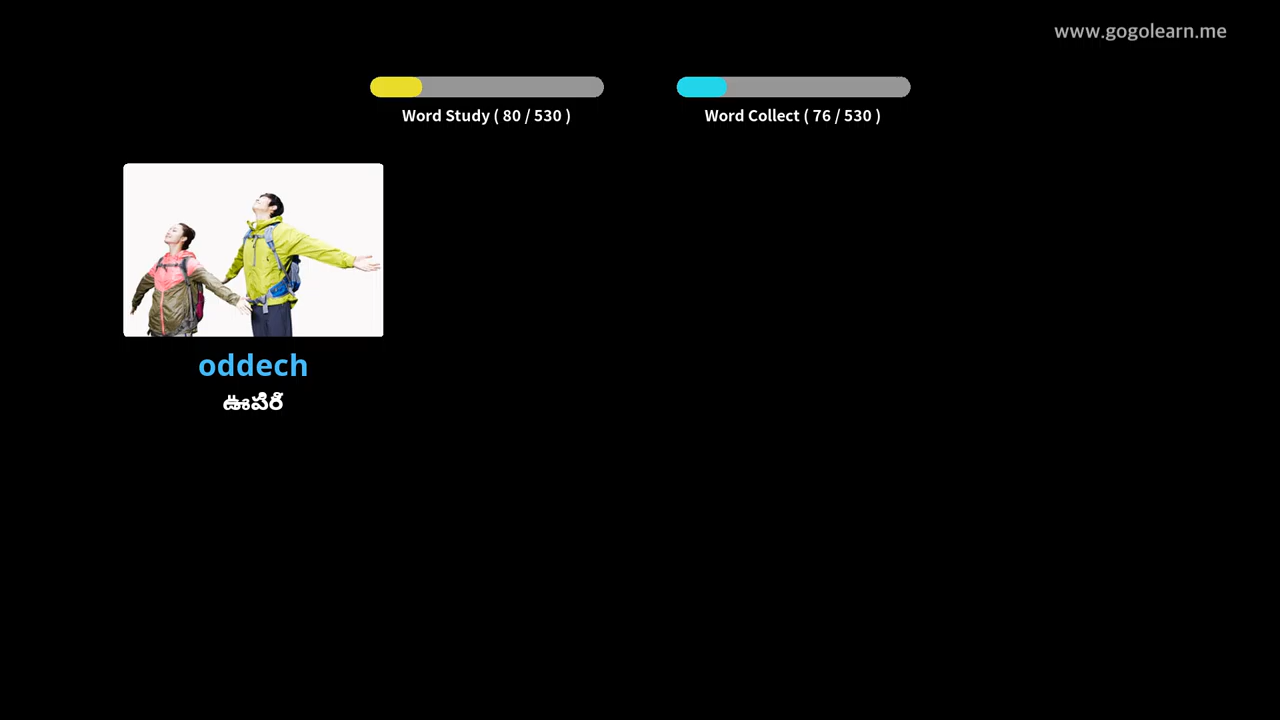 www.gogolearn.me
Word Study ( 80 / 530 )
Word Collect ( 76 / 530 )
oddech
ఊపిరి